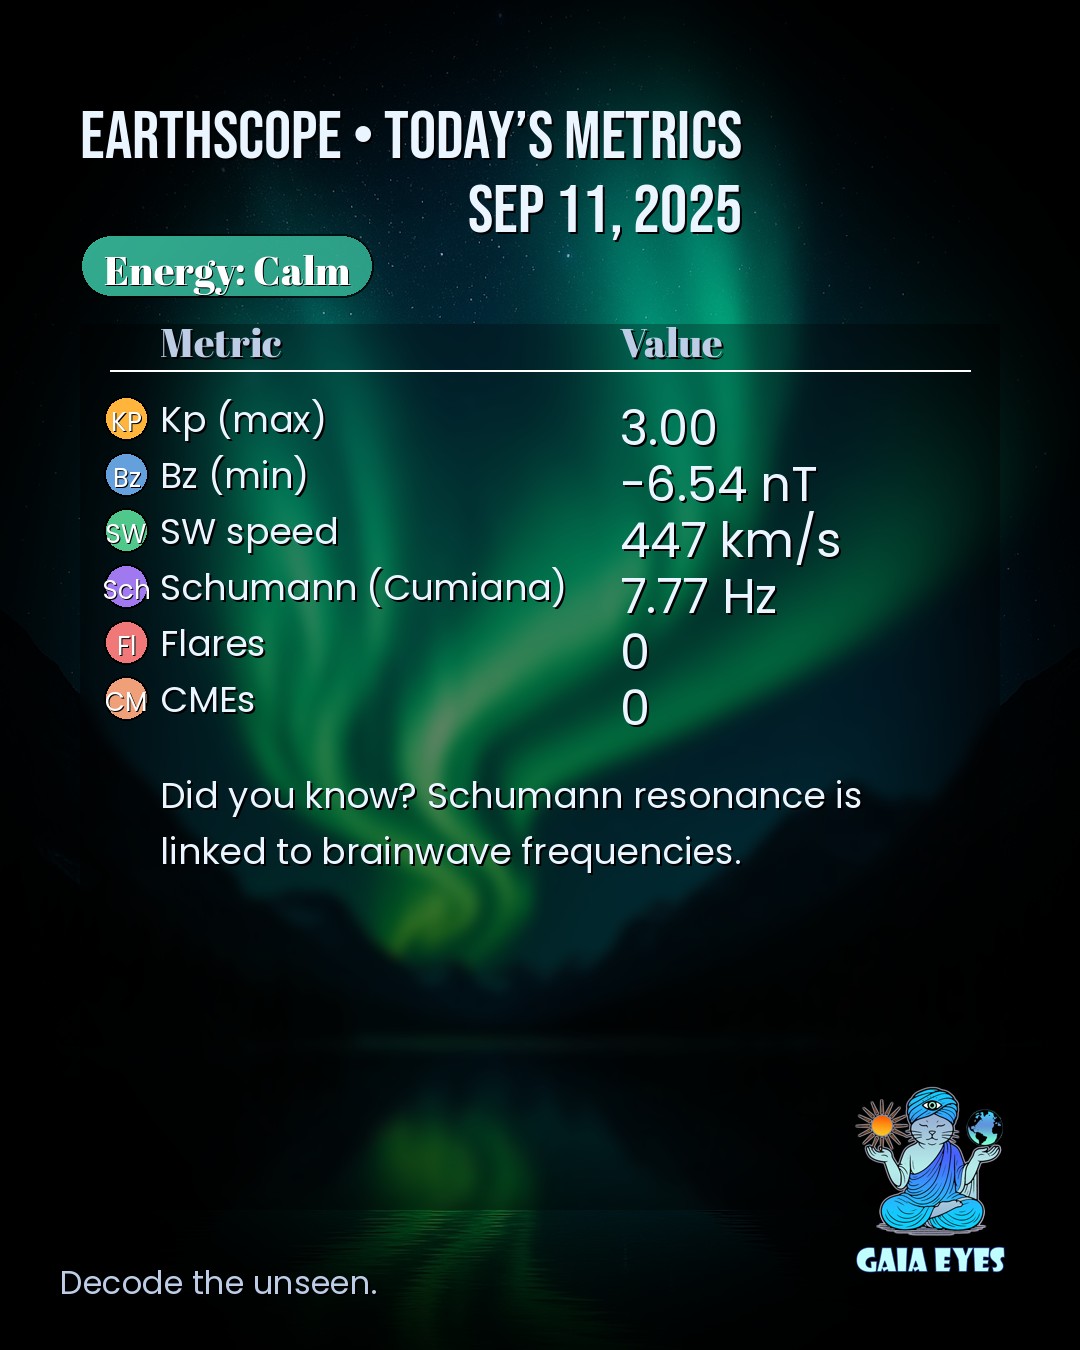 EARTHSCOPE • TODAY’S METRICS
SEP 11, 2025
Energy: Calm
Metric Value
KP Kp (max) 3.00
Bz Bz (min) -6.54 nT
SW SW speed 447 km/s
Sch Schumann (Cumiana) 7.77 Hz
Fl Flares 0
CM CMEs 0
Did you know? Schumann resonance is
linked to brainwave frequencies.
GAIA EYES
Decode the unseen.